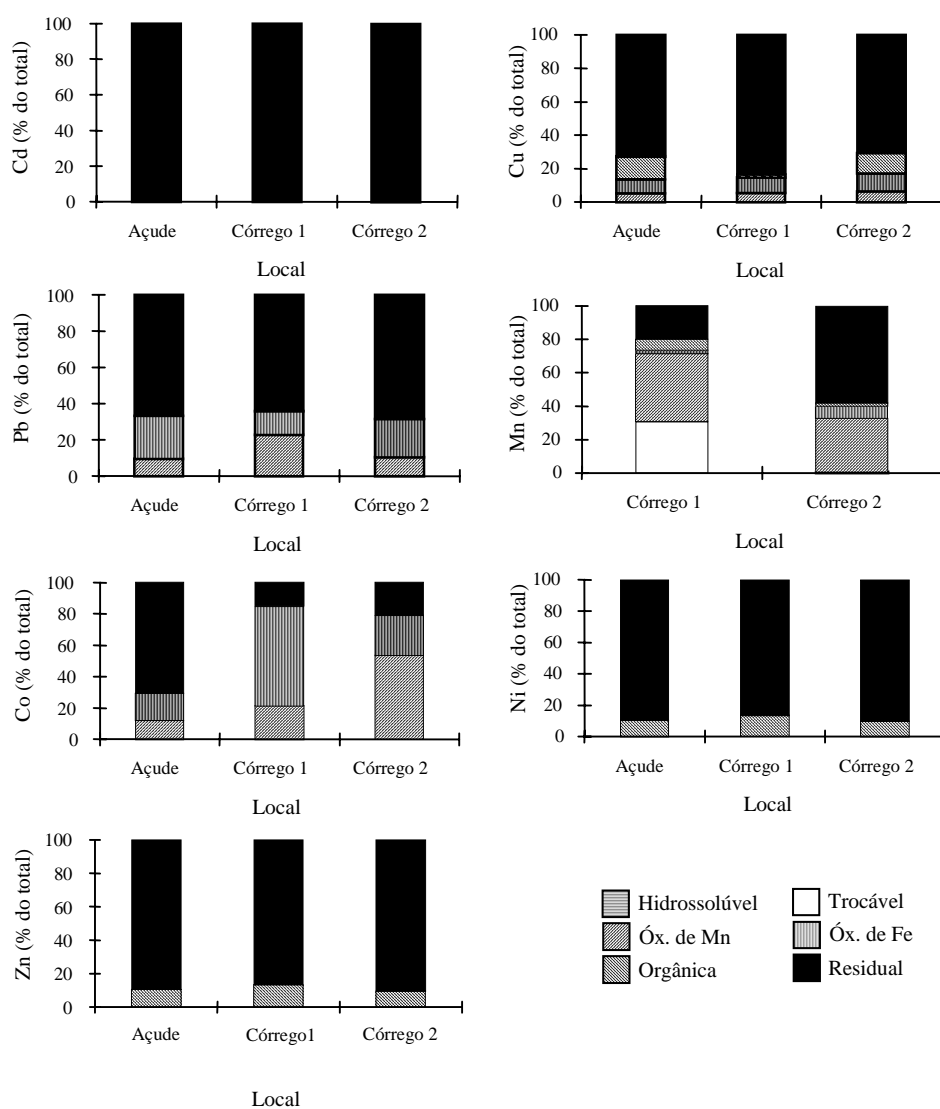 Cd (% do total)
100
80
60
40
20
0
Açude Córrego 1 Córrego 2
Local
Cu (% do total)
100
80
60
40
20
0
Açude Córrego 1 Córrego 2
Local
Pb (% do total)
100
80
60
40
20
0
Açude Córrego 1 Córrego 2
Local
Mn (% do total)
100
80
60
40
20
0
Córrego 1 Córrego 2
Local
Co (% do total)
100
80
60
40
20
0
Açude Córrego 1 Córrego 2
Local
Ni (% do total)
100
80
60
40
20
0
Açude Córrego 1 Córrego 2
Local
Zn (% do total)
100
80
60
40
20
0
Açude Córrego1 Córrego 2
Local
Hidrossolúvel Trocável
Óx. de Mn Óx. de Fe
Orgânica Residual